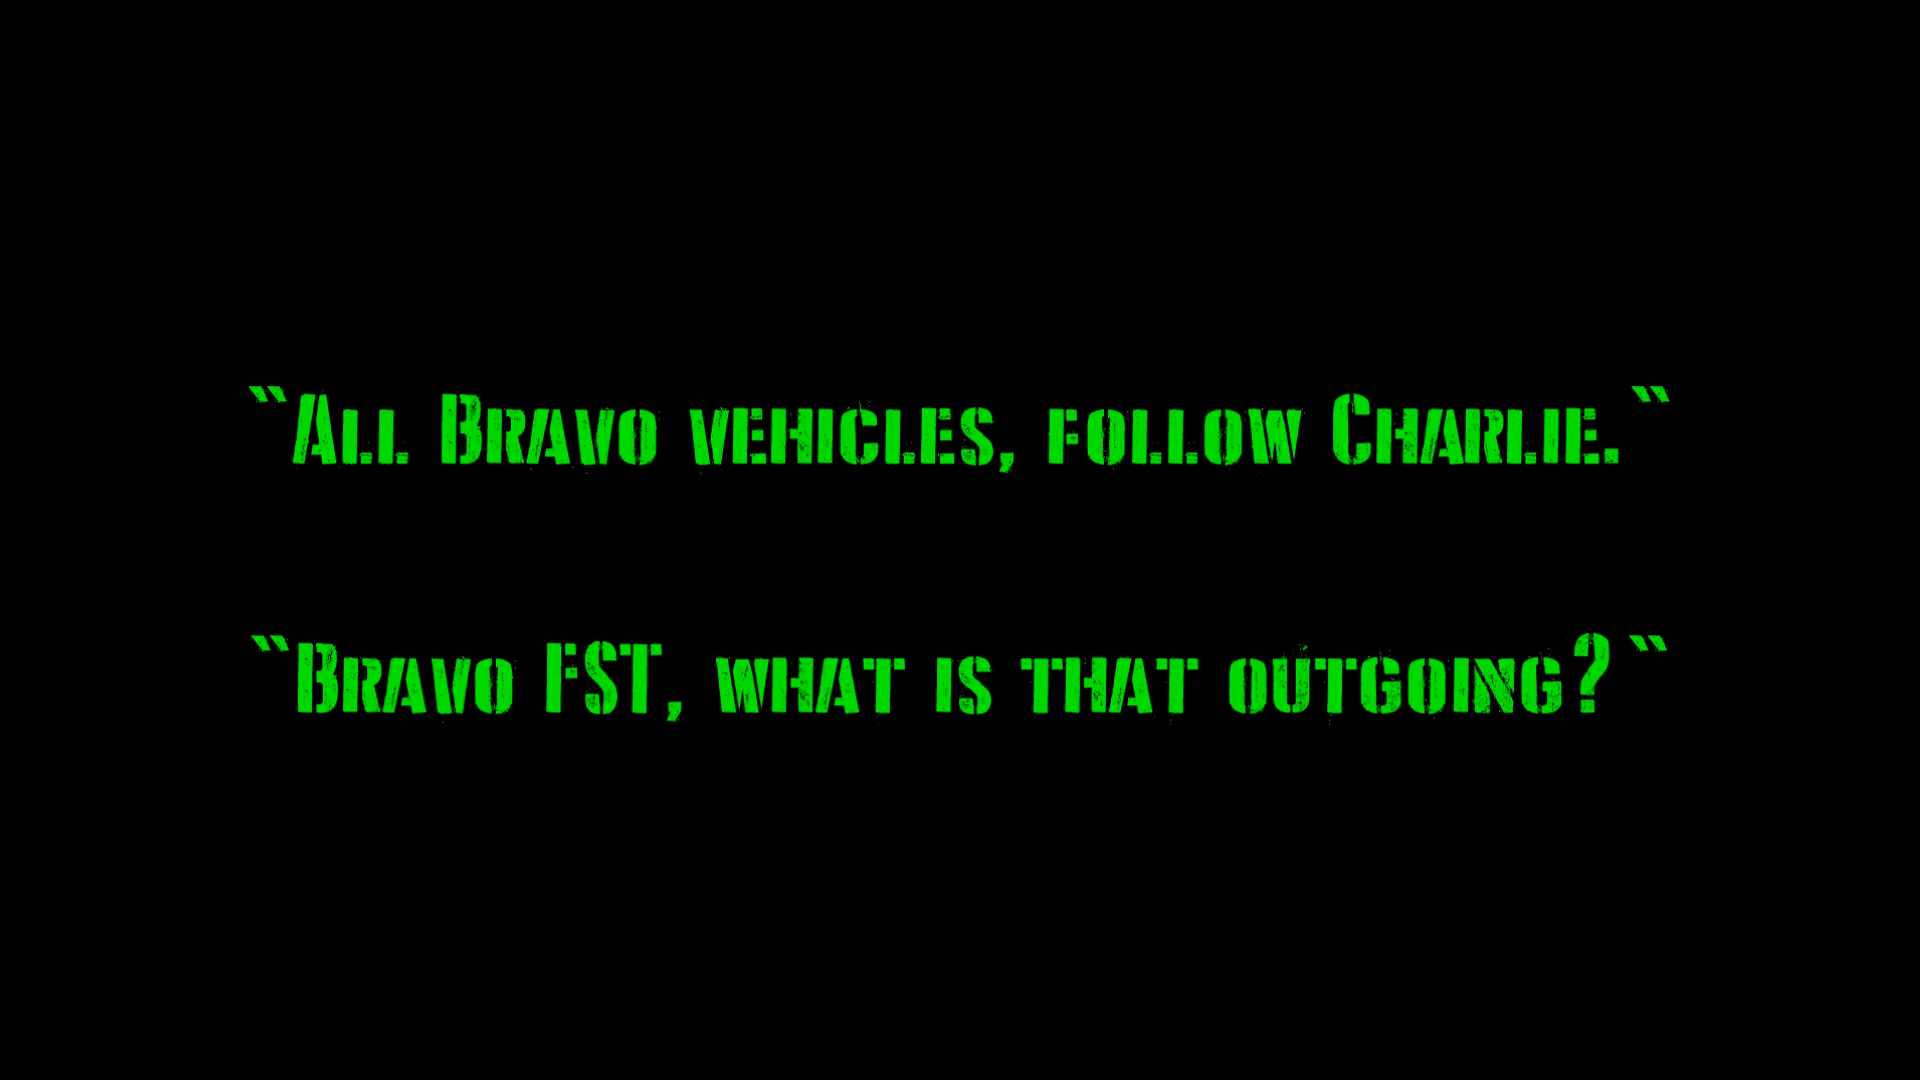 "All Bravo vehicles, follow Charlie."
"Bravo FST, what is that outgoing?"